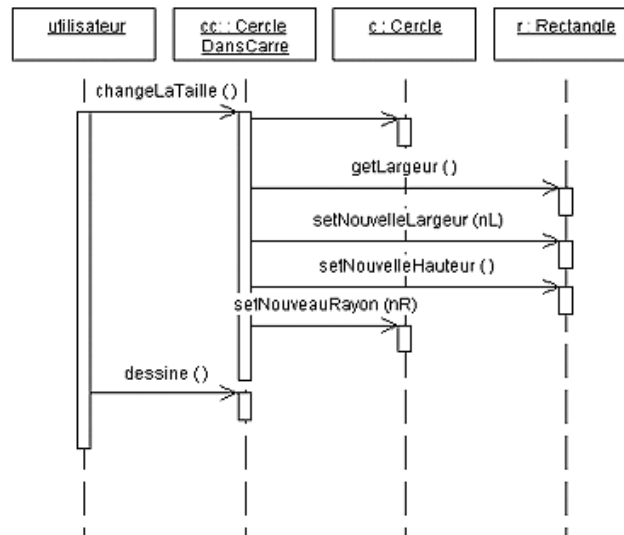 utilisateur
cc: : Cercle
DansCarre
c : Cercle
r : Rectangle
changeLaTaille ()
getLargeur ()
setNouvelleLargeur (nL)
setNouvelleHauteur ()
setNouveauRayon (nR)
dessine ()